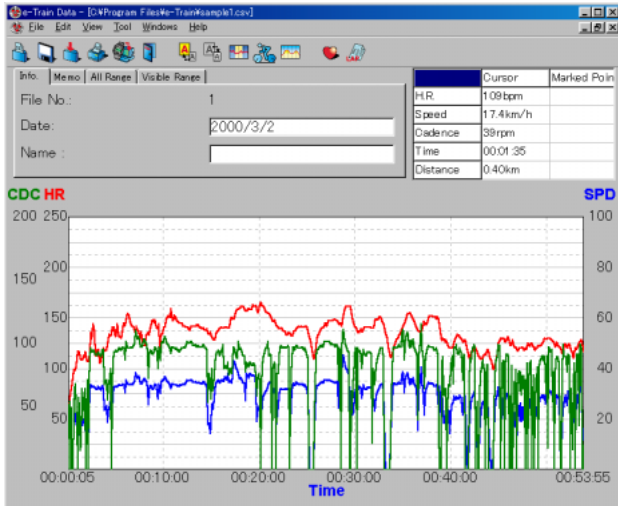 e-Train Data - [C:¥Program Files¥e-Train¥sample1.csv]
File Edit View Tool Windows Help
Info. Memo All Range Visible Range
File No.: 1
Date: 2000/3/2
Name :
Cursor Marked Poin
H.R. 109bpm
Speed 17.4km/h
Cadence 39rpm
Time 00:01:35
Distance 0.40km
CDC HR SPD
200 250 100
150 200 80
150 60
100 100 40
50 50 20
00:00:05 00:10:00 00:20:00 00:30:00 00:40:00 00:53:55
Time